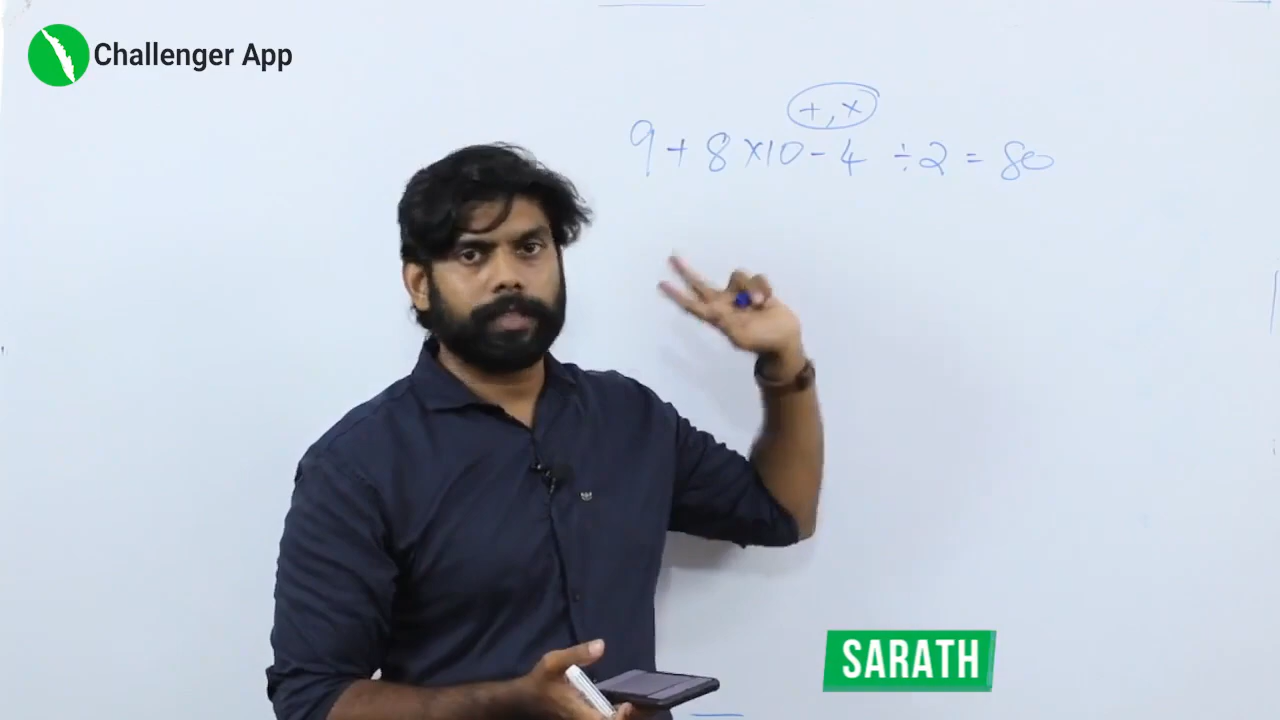 Challenger App
+, ×
9 + 8 × 10 - 4 ÷ 2 = 80
SARATH